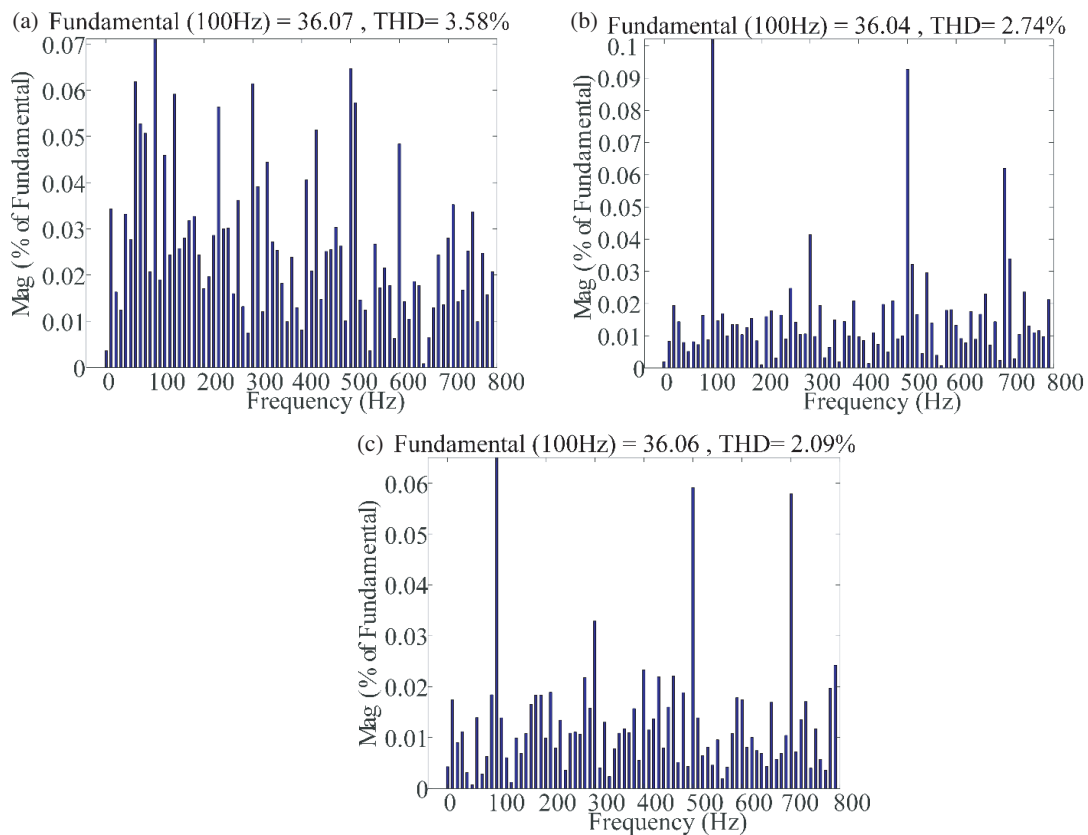 (a) Fundamental (100Hz) = 36.07 , THD= 3.58%
0.07
0.06
0.05
0.04
0.03
0.02
0.01
0
Mag (% of Fundamental)
0 100 200 300 400 500 600 700 800
Frequency (Hz)
(b) Fundamental (100Hz) = 36.04 , THD= 2.74%
0.1
0.09
0.08
0.07
0.06
0.05
0.04
0.03
0.02
0.01
0
Mag (% of Fundamental)
0 100 200 300 400 500 600 700 800
Frequency (Hz)
(c) Fundamental (100Hz) = 36.06 , THD= 2.09%
0.06
0.05
0.04
0.03
0.02
0.01
0
Mag (% of Fundamental)
0 100 200 300 400 500 600 700 800
Frequency (Hz)